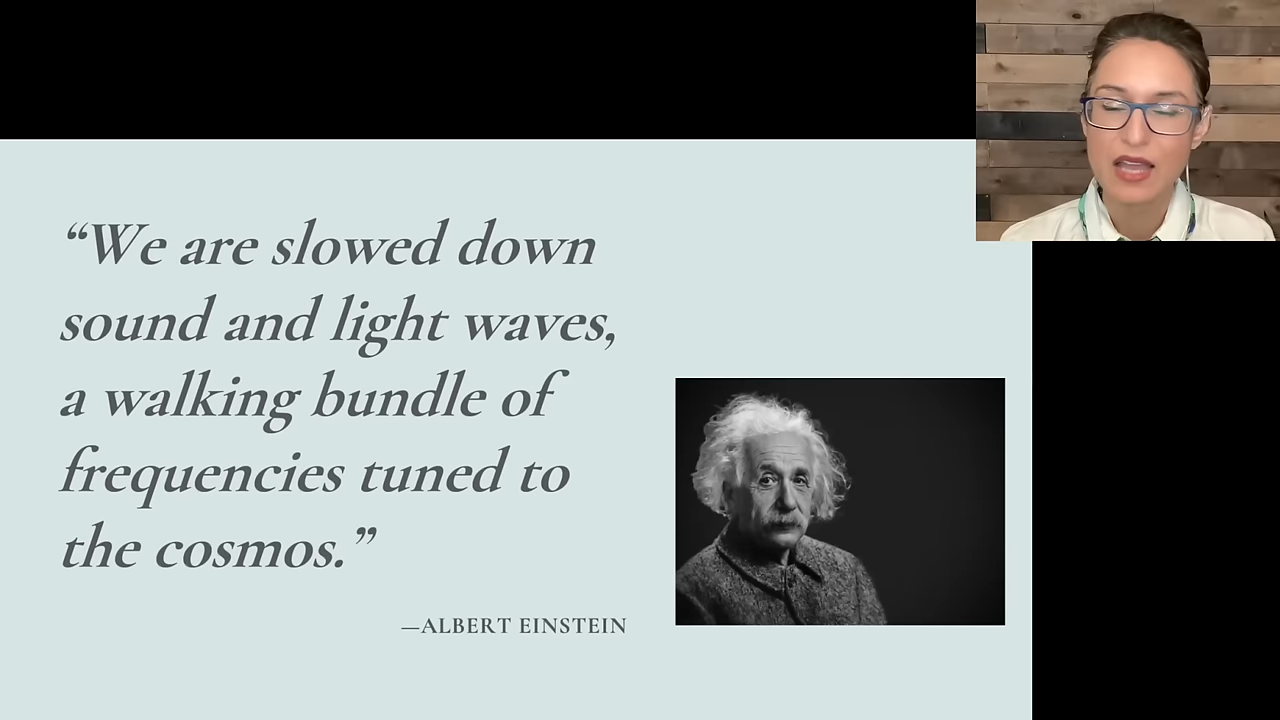 “We are slowed down
sound and light waves,
a walking bundle of
frequencies tuned to
the cosmos.”
—ALBERT EINSTEIN